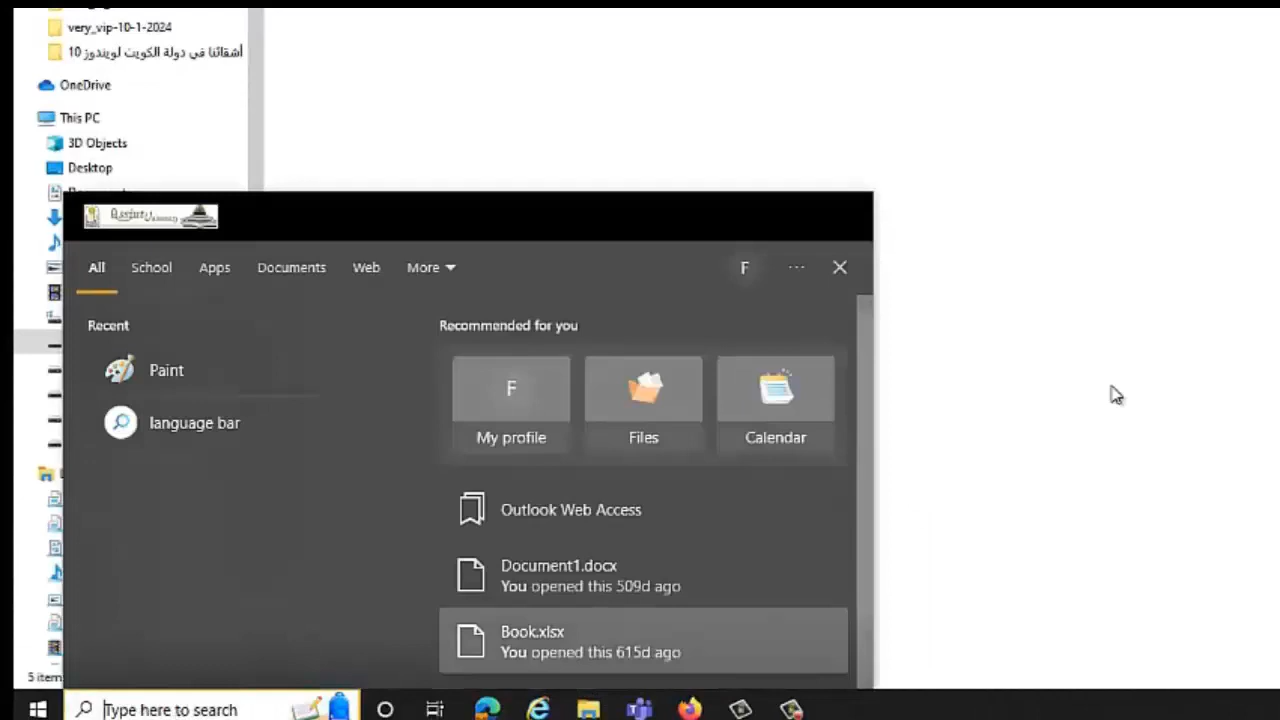 very_vip-10-1-2024
أشقائنا في دولة الكويت لويندوز 10
OneDrive
This PC
3D Objects
Desktop
All School Apps Documents Web More F
Recent
Paint
language bar
Recommended for you
F
My profile Files Calendar
Outlook Web Access
Document1.docx
You opened this 509d ago
Book.xlsx
You opened this 615d ago
5 item
Type here to search